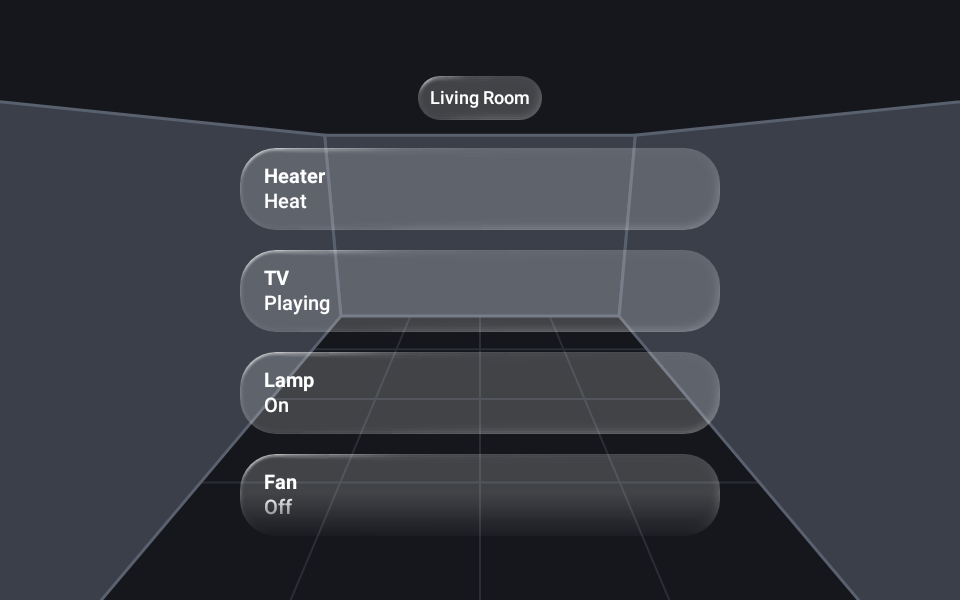 Living Room
Heater
Heat
TV
Playing
Lamp
On
Fan
Off